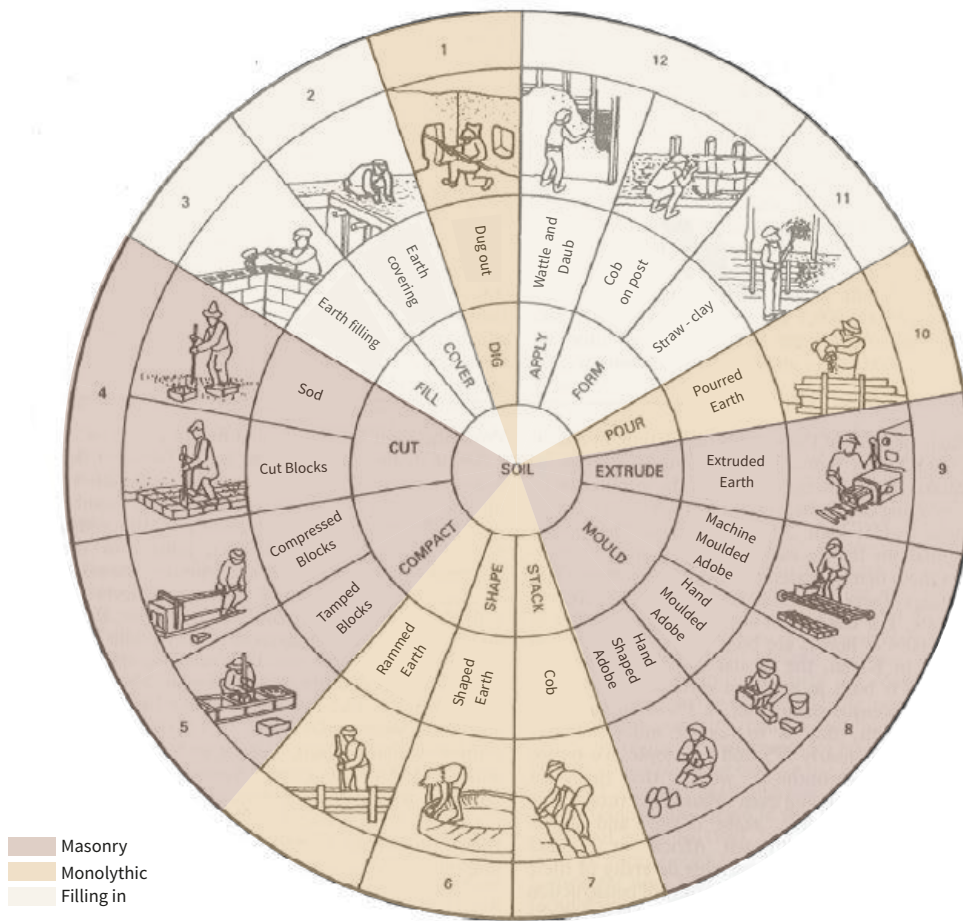 1
12
2
11
3
10
4
9
5
8
6
7
Dug out
Wattle and
Daub
Cob
on post
Straw - clay
Pourred
Earth
Extruded
Earth
Machine
Moulded
Adobe
Hand
Moulded
Adobe
Hand
Shaped
Adobe
Cob
Shaped
Earth
Rammed
Earth
Tamped
Blocks
Compressed
Blocks
Cut Blocks
Sod
Earth filling
Earth
covering
DIG
APPLY
FORM
POUR
EXTRUDE
MOULD
STACK
SHAPE
COMPACT
CUT
FILL
COVER
SOIL
Masonry
Monolythic
Filling in